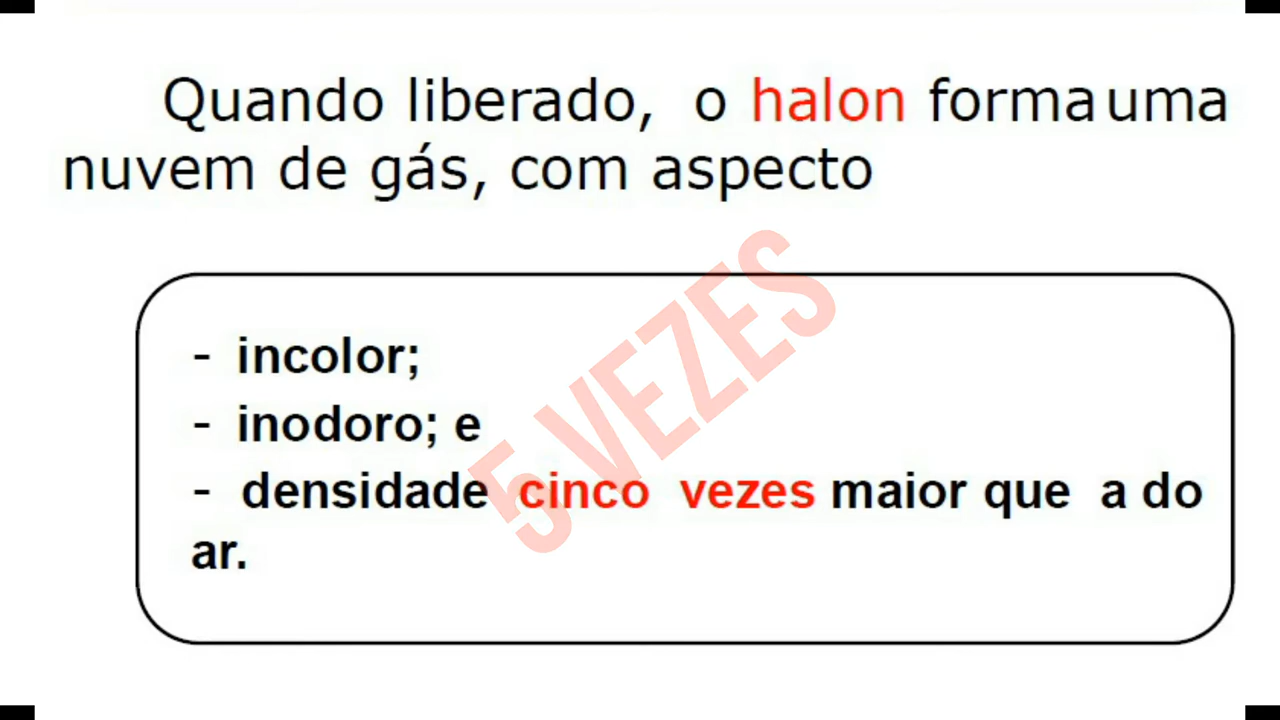 Quando liberado, o halon forma uma
nuvem de gás, com aspecto
- incolor;
- inodoro; e
- densidade cinco vezes maior que a do
ar.
5 VEZES